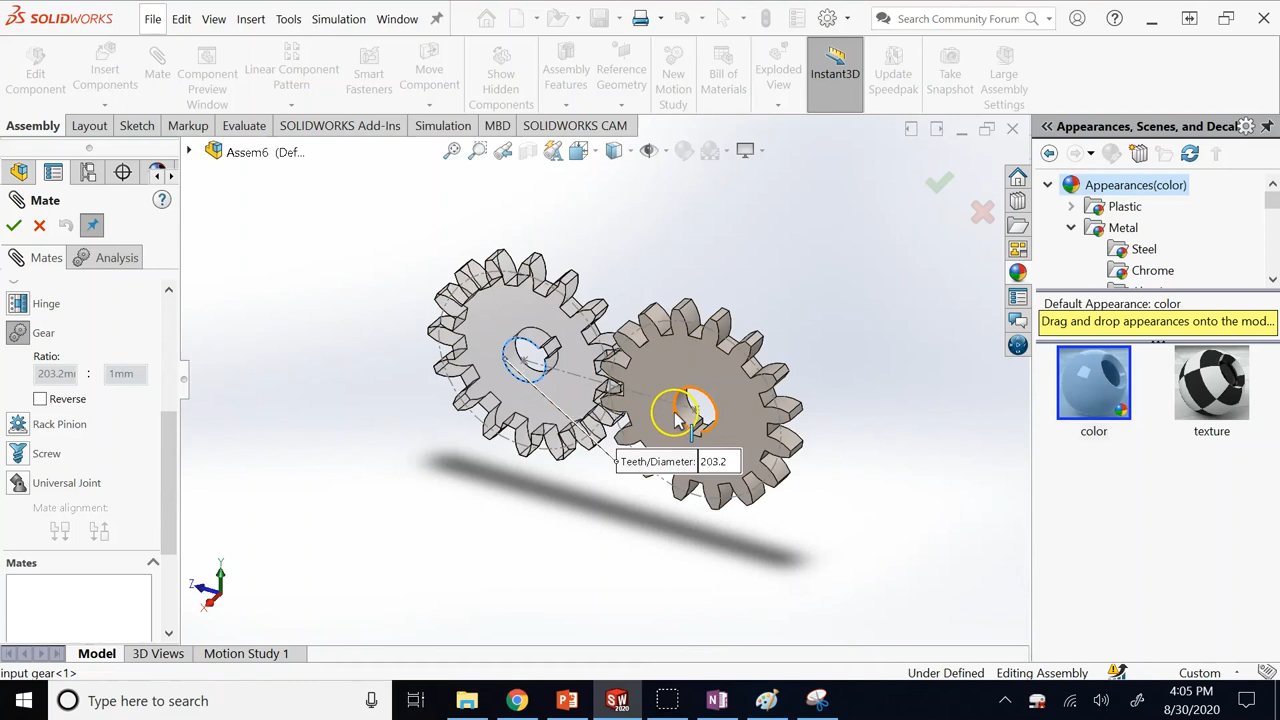 SOLIDWORKS
File
Edit
View
Insert
Tools
Simulation
Window
Search Community Forum
Edit Component
Insert Components
Mate
Component Preview Window
Linear Component Pattern
Smart Fasteners
Move Component
Show Hidden Components
Assembly Features
Reference Geometry
New Motion Study
Bill of Materials
Exploded View
Instant3D
Update Speedpak
Take Snapshot
Large Assembly Settings
Assembly
Layout
Sketch
Markup
Evaluate
SOLIDWORKS Add-Ins
Simulation
MBD
SOLIDWORKS CAM
Assem6 (Def...
Appearances, Scenes, and Decal
Mate
Mates
Analysis
Hinge
Gear
Ratio:
203.2m : 1mm
Reverse
Rack Pinion
Screw
Universal Joint
Mate alignment:
Mates
Teeth/Diameter: 203.2
Z
Y
X
Appearances(color)
Plastic
Metal
Steel
Chrome
Default Appearance: color
Drag and drop appearances onto the mod...
color
texture
Model
3D Views
Motion Study 1
input gear<1>
Under Defined
Editing Assembly
Custom
Type here to search
SW
2020
4:05 PM
8/30/2020